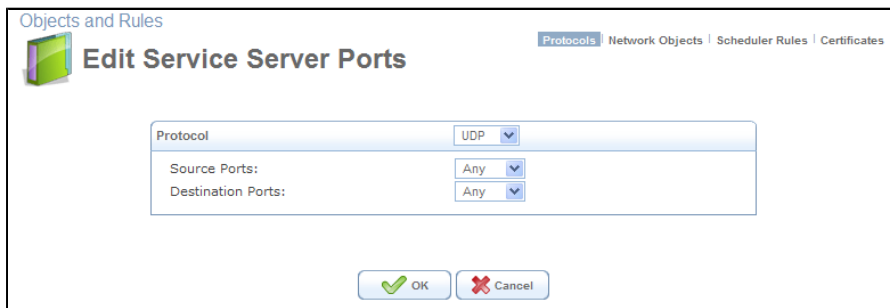 Objects and Rules
Edit Service Server Ports
Protocols | Network Objects | Scheduler Rules | Certificates
Protocol UDP
Source Ports: Any
Destination Ports: Any
OK Cancel